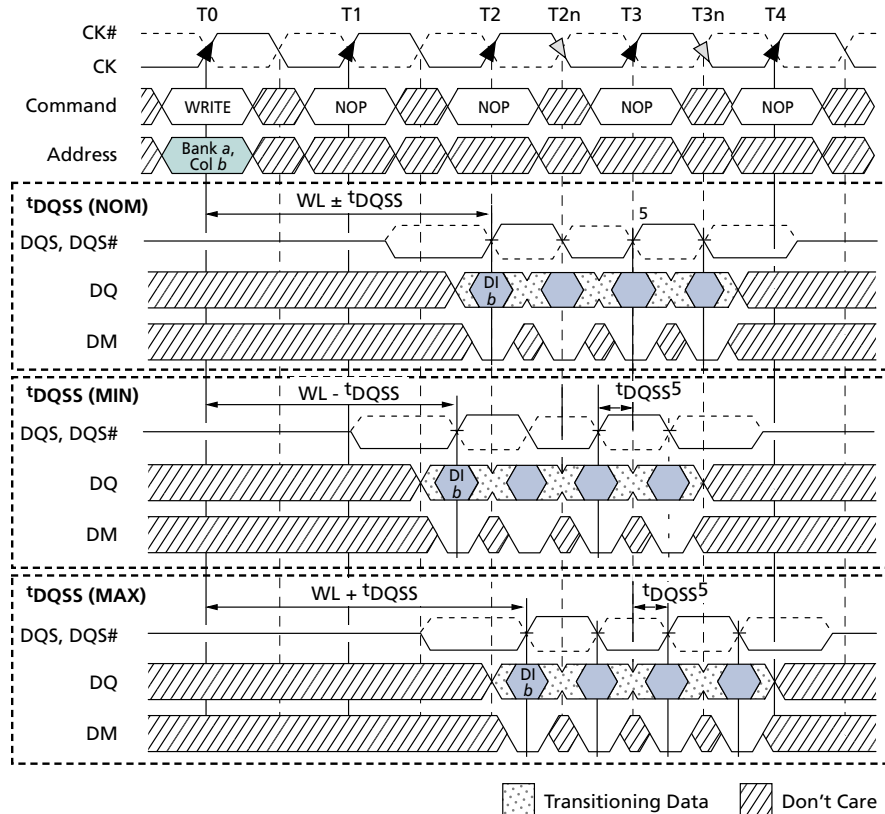 T0 T1 T2 T2n T3 T3n T4
CK#
CK
Command WRITE NOP NOP NOP NOP
Address Bank a,
Col b
tDQSS (NOM) WL ± tDQSS
5
DQS, DQS#
DQ DI
b
DM
tDQSS (MIN) WL - tDQSS tDQSS5
DQS, DQS#
DQ DI
b
DM
tDQSS (MAX) WL + tDQSS tDQSS5
DQS, DQS#
DQ DI
b
DM
Transitioning Data Don't Care